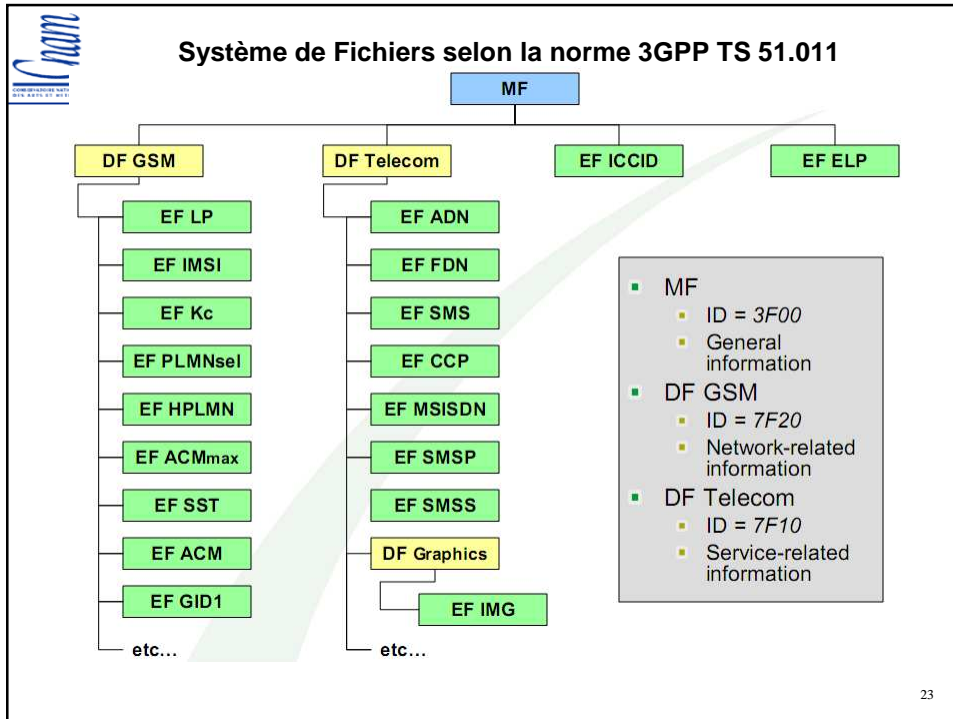 Cnam
Système de Fichiers selon la norme 3GPP TS 51.011
MF
DF GSM
DF Telecom
EF ICCID
EF ELP
EF LP
EF IMSI
EF Kc
EF PLMNsel
EF HPLMN
EF ACMmax
EF SST
EF ACM
EF GID1
etc...
EF ADN
EF FDN
EF SMS
EF CCP
EF MSISDN
EF SMSP
EF SMSS
DF Graphics
EF IMG
etc...
MF
ID = 3F00
General
information
DF GSM
ID = 7F20
Network-related
information
DF Telecom
ID = 7F10
Service-related
information
23